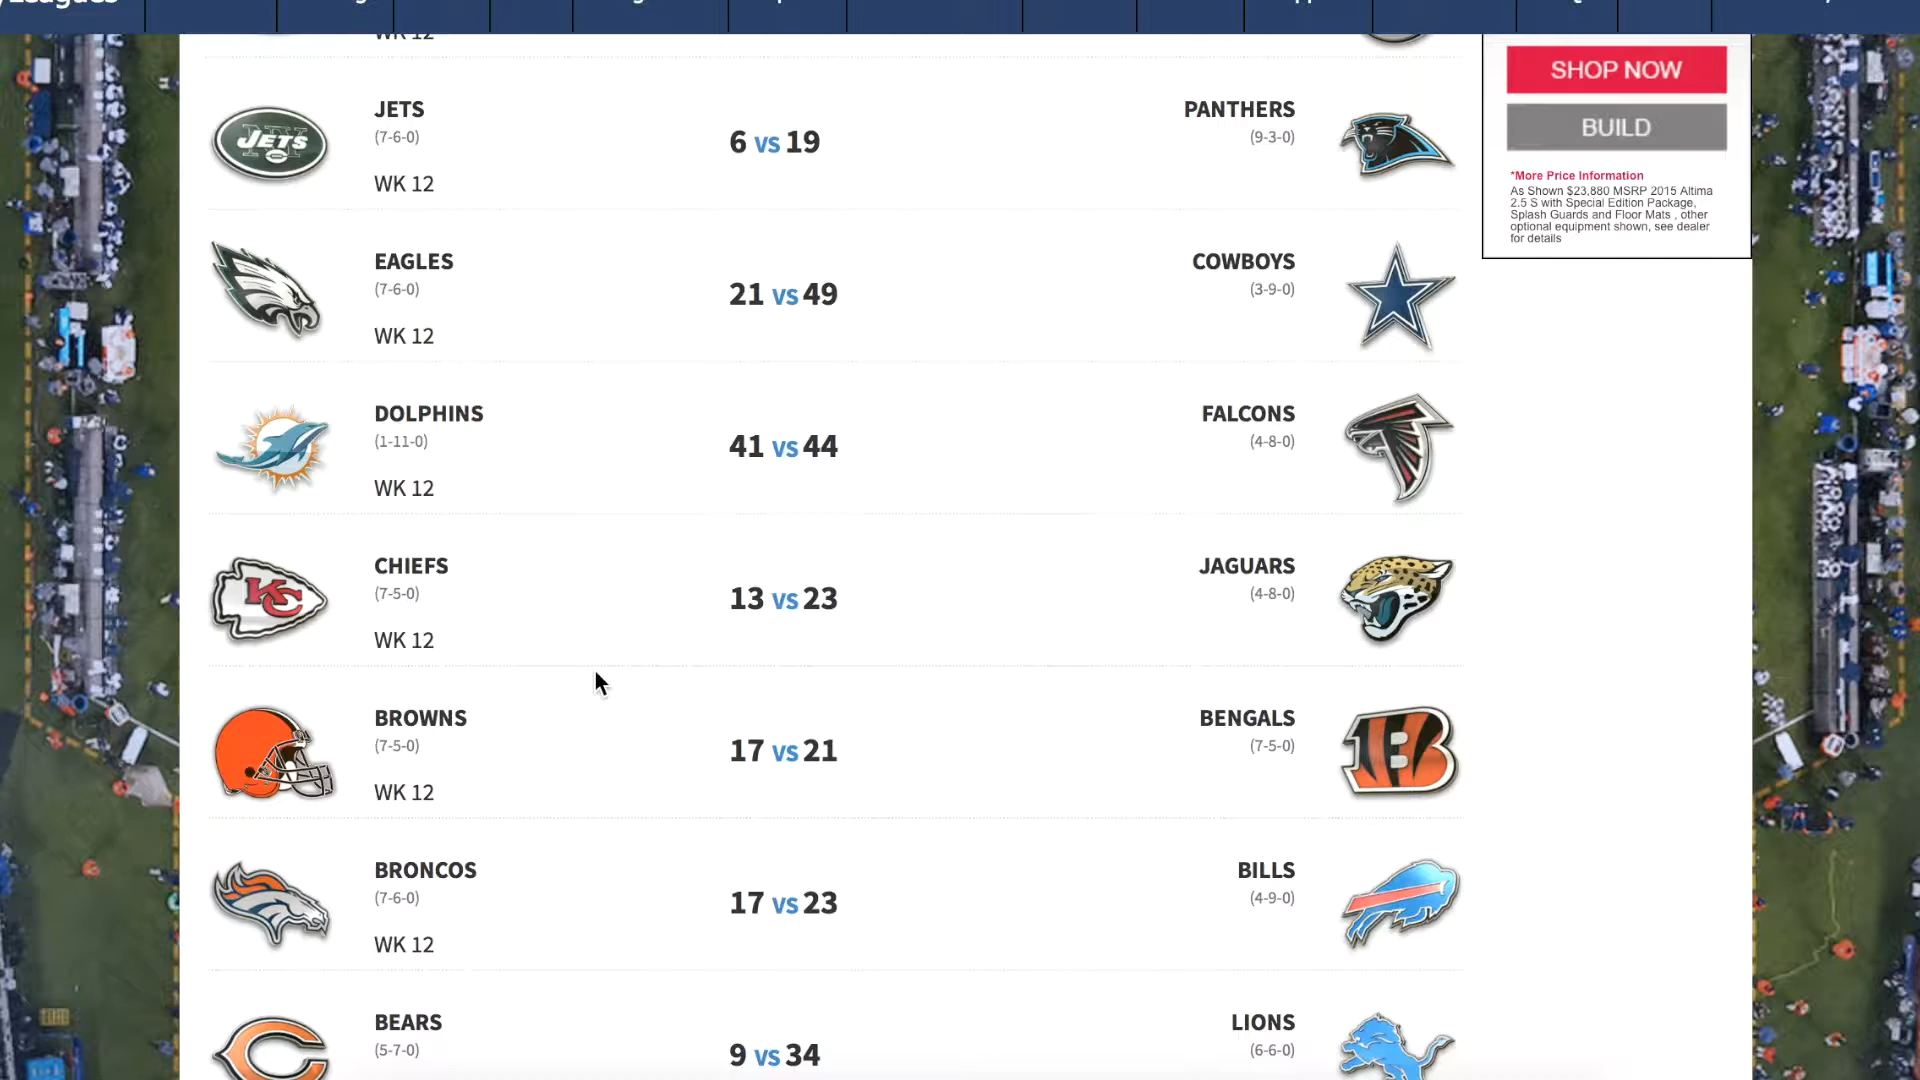 WK 12
JETS
(7-6-0)
WK 12
6 vs 19
PANTHERS
(9-3-0)
JETS
EAGLES
(7-6-0)
WK 12
21 vs 49
COWBOYS
(3-9-0)
DOLPHINS
(1-11-0)
WK 12
41 vs 44
FALCONS
(4-8-0)
CHIEFS
(7-5-0)
WK 12
13 vs 23
JAGUARS
(4-8-0)
KC
BROWNS
(7-5-0)
WK 12
17 vs 21
BENGALS
(7-5-0)
B
BRONCOS
(7-6-0)
WK 12
17 vs 23
BILLS
(4-9-0)
BEARS
(5-7-0)
9 vs 34
LIONS
(6-6-0)
C
SHOP NOW
BUILD
*More Price Information
As Shown $23,880 MSRP 2015 Altima
2.5 S with Special Edition Package,
Splash Guards and Floor Mats , other
optional equipment shown, see dealer
for details